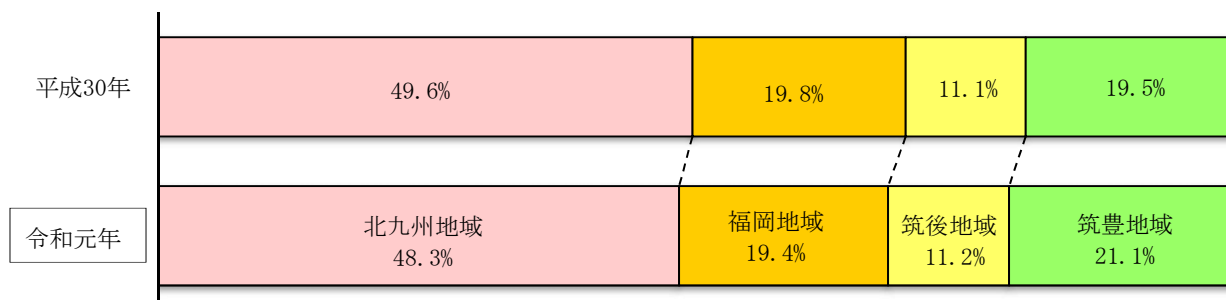 平成30年
49.6%
19.8%
11.1%
19.5%
令和元年
北九州地域
48.3%
福岡地域
19.4%
筑後地域
11.2%
筑豊地域
21.1%